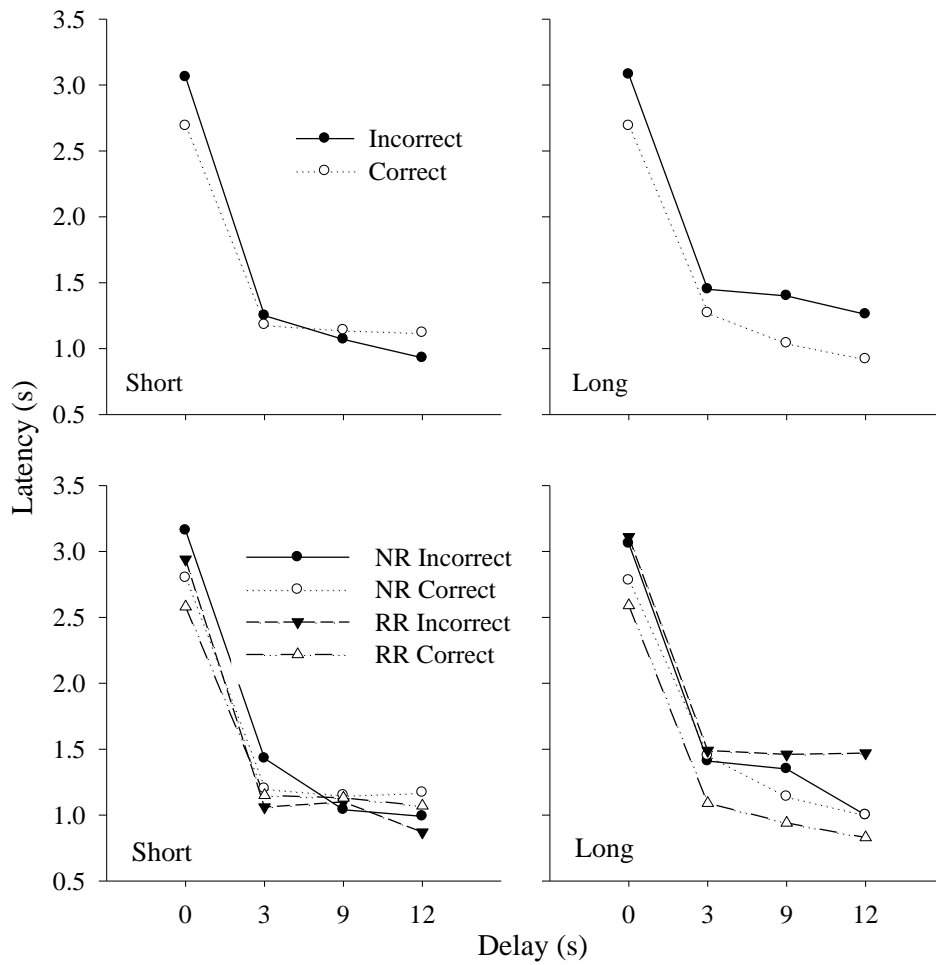 3.5
3.0
2.5
2.0
1.5
1.0
0.5
Incorrect
Correct
Short
Long
Latency (s)
3.5
3.0
2.5
2.0
1.5
1.0
0.5
NR Incorrect
NR Correct
RR Incorrect
RR Correct
Short
Long
0 3 9 12
0 3 9 12
Delay (s)